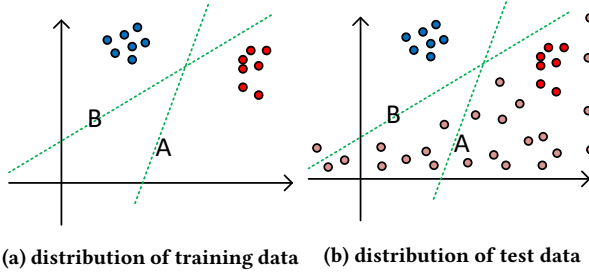 B
A
B
A
(a) distribution of training data
(b) distribution of test data